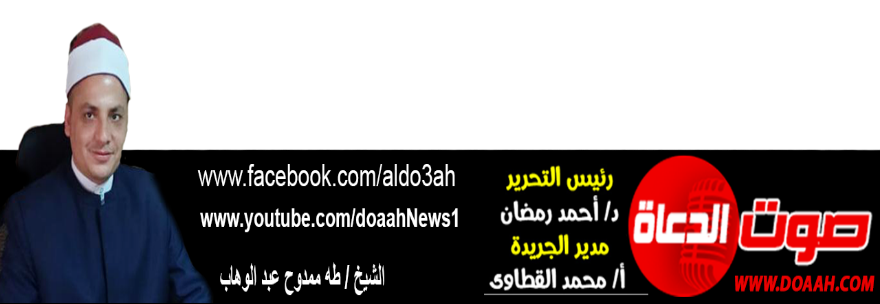 صوت الدعاة
WWW.DOAAH.COM
رئيس التحرير
د/ أحمد رمضان
مدير الجريدة
أ/ محمد القطاوى
www.facebook.com/aldo3ah
www.youtube.com/doaahNews1
الشيخ / طه ممدوح عبد الوهاب